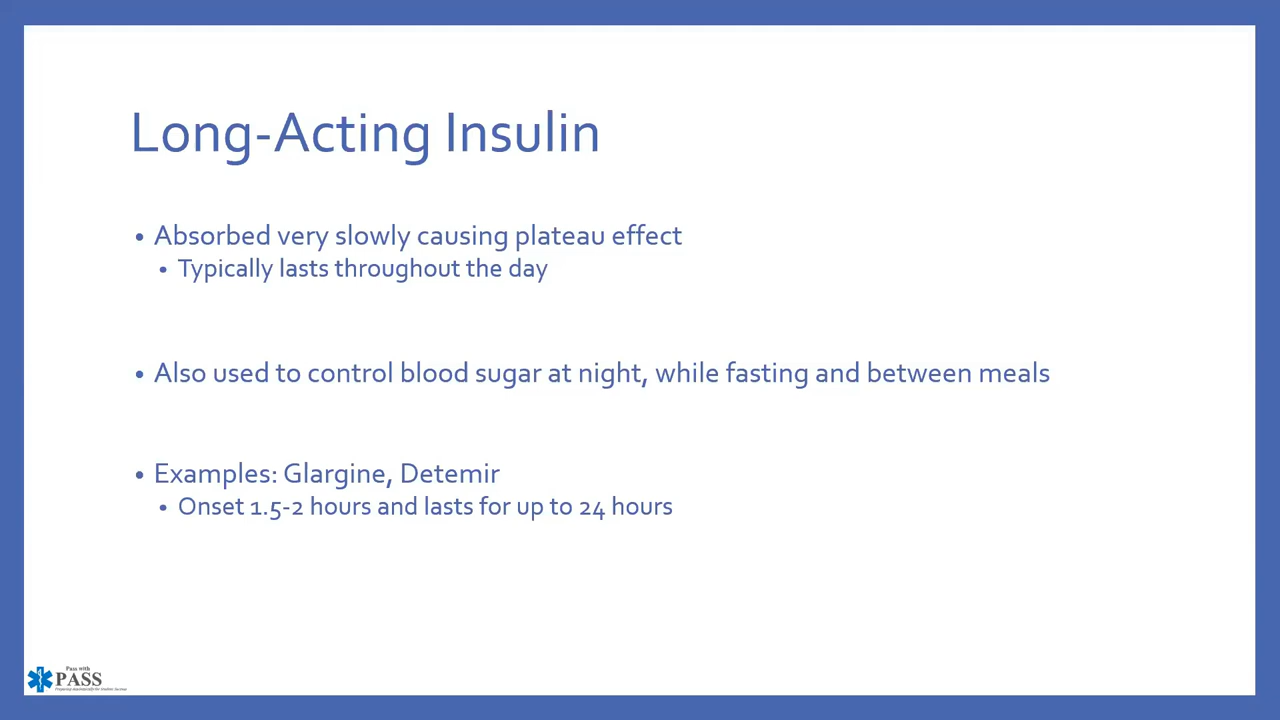 Long-Acting Insulin
• Absorbed very slowly causing plateau effect
• Typically lasts throughout the day
• Also used to control blood sugar at night, while fasting and between meals
• Examples: Glargine, Detemir
• Onset 1.5-2 hours and lasts for up to 24 hours
Pass with
PASS